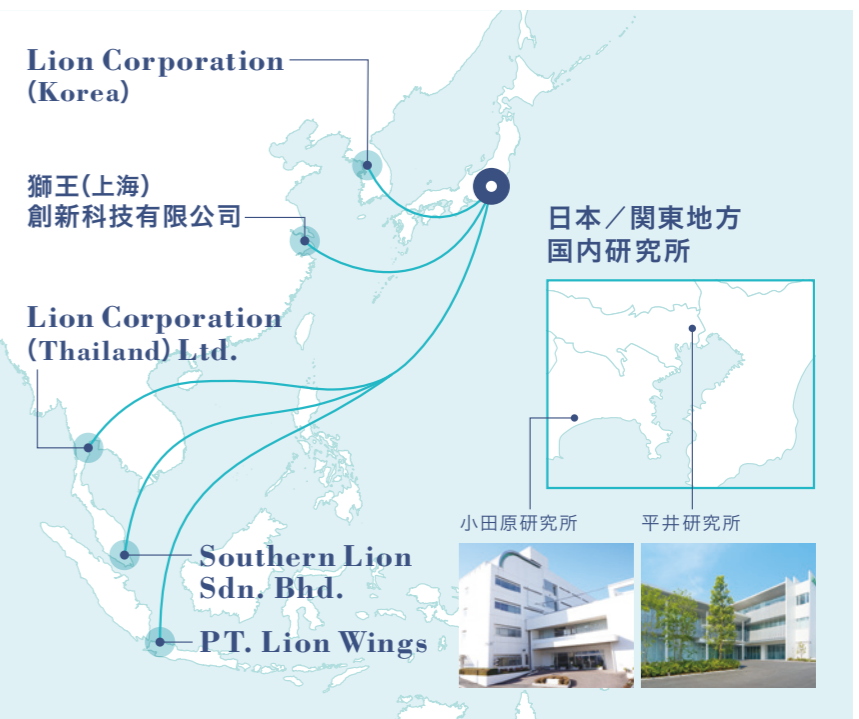 Lion Corporation
(Korea)
獅王(上海)
創新科技有限公司
Lion Corporation
(Thailand) Ltd.
Southern Lion
Sdn. Bhd.
PT. Lion Wings
日本／関東地方
国内研究所
小田原研究所
平井研究所